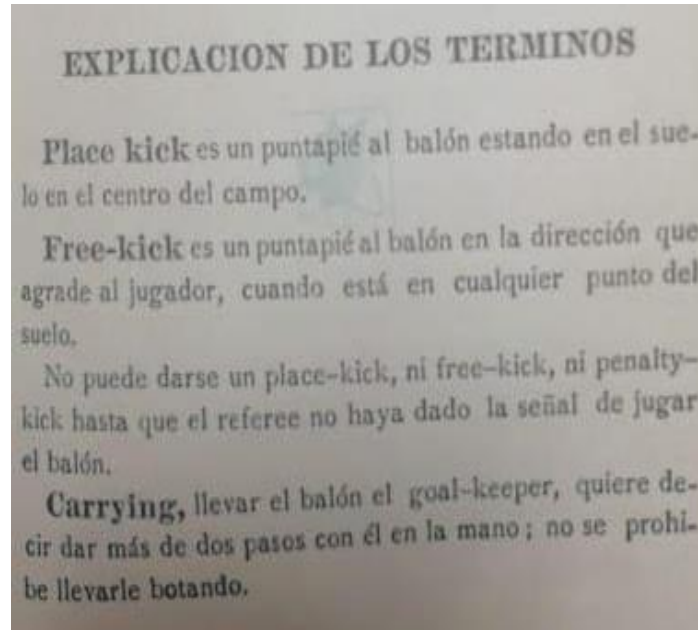 EXPLICACION DE LOS TERMINOS
Place kick es un puntapié al balón estando en el sue-
lo en el centro del campo.
Free-kick es un puntapié al balón en la dirección que
agrade al jugador, cuando está en cualquier punto del
suelo.
No puede darse un place-kick, ni free-kick, ni penalty-
kick hasta que el referee no haya dado la señal de jugar
el balón.
Carrying, llevar el balón el goal-keeper, quiere de-
cir dar más de dos pasos con él en la mano; no se prohi-
be llevarle botando.